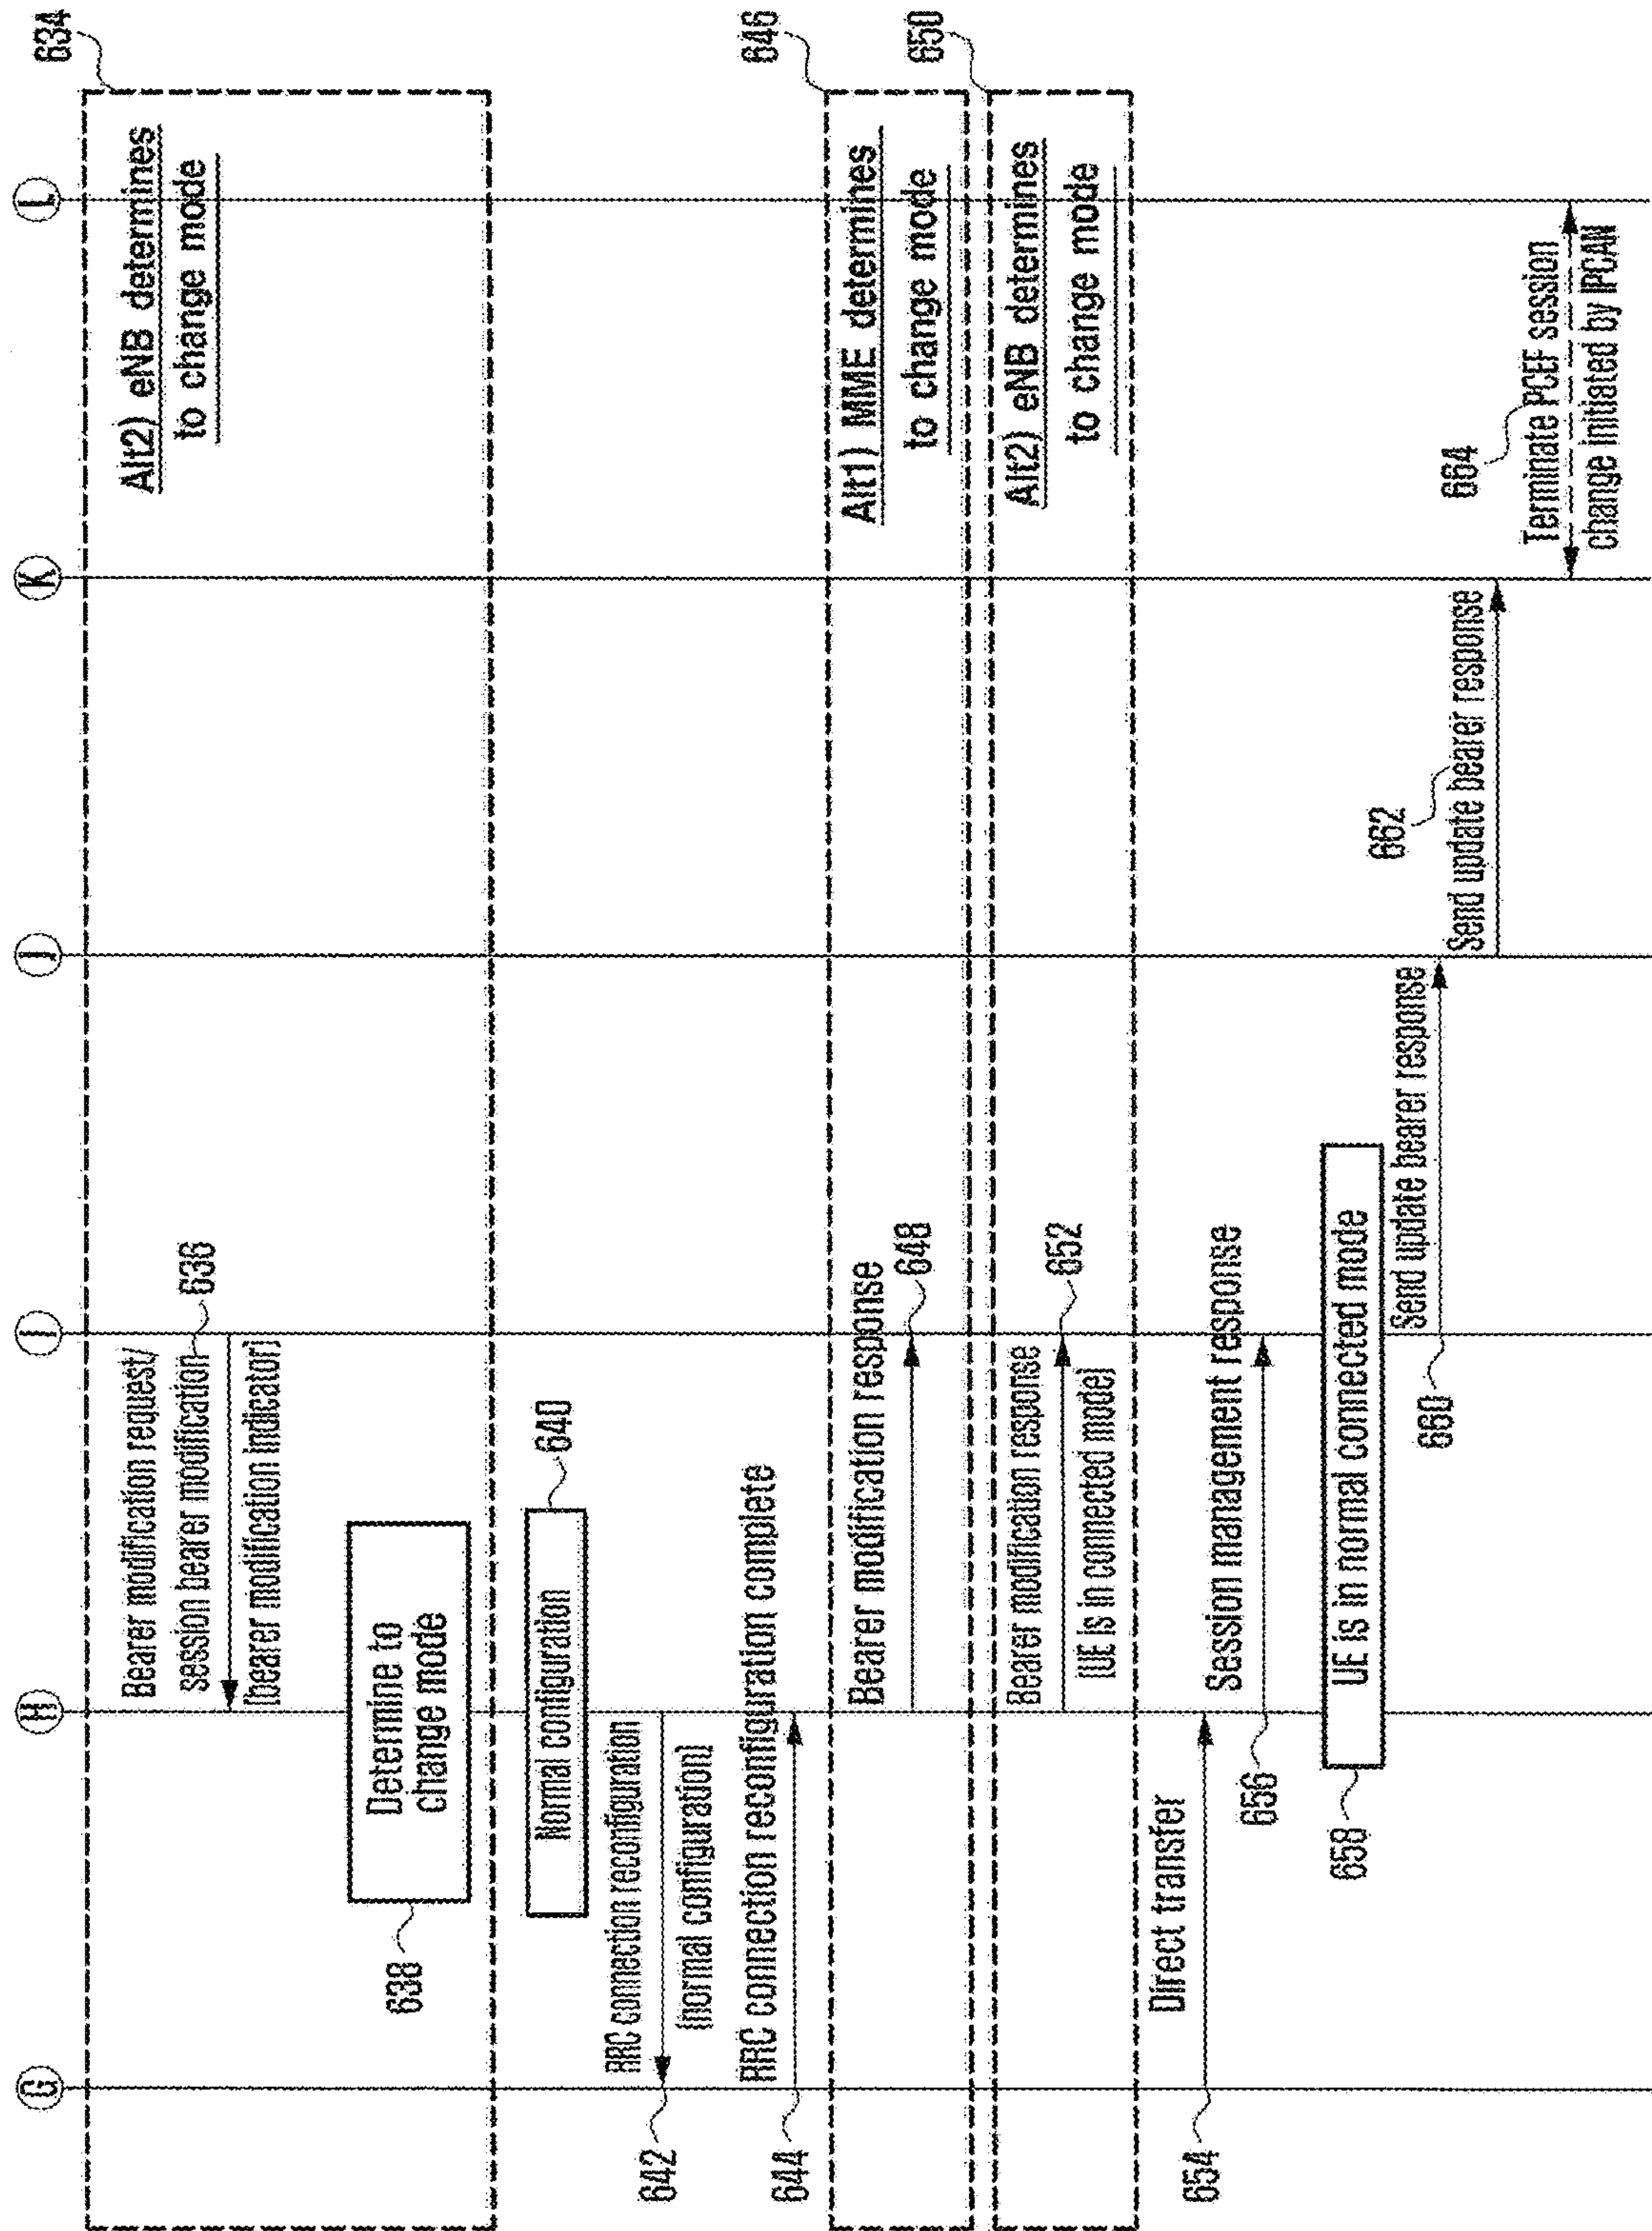 G
H
I
J
K
L
634
Alt2) eNB determines
to change mode
Bearer modification request/
session bearer modification
636
[bearer modification indicator]
Determine to
change mode
638
Normal configuration
640
RRC connection reconfiguration
[normal configuration]
642
RRC connection reconfiguration complete
644
646
Alt1) MME determines
to change mode
Bearer modification response
648
650
Alt2) eNB determines
to change mode
Bearer modification response
652
[UE is in connected mode]
Direct transfer
654
Session management response
656
UE is in normal connected mode
658
Send update bearer response
660
662
Send update bearer response
664
Terminate PCEF session
change initiated by IPCAN